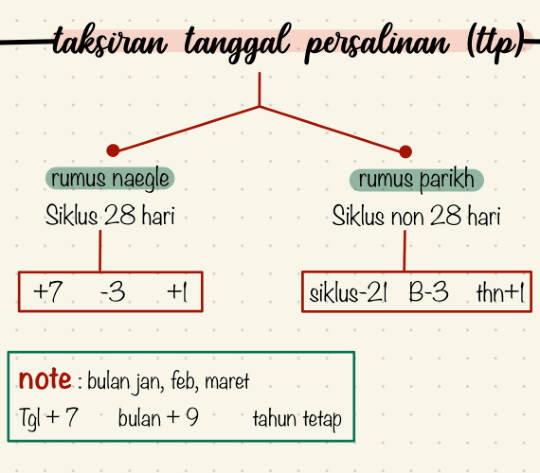 taksiran tanggal persalinan (ttp)
rumus naegle
Siklus 28 hari
+7 -3 +1
rumus parikh
Siklus non 28 hari
siklus-21 B-3 thn+1
note : bulan jan, feb, maret
Tgl + 7 bulan + 9 tahun tetap